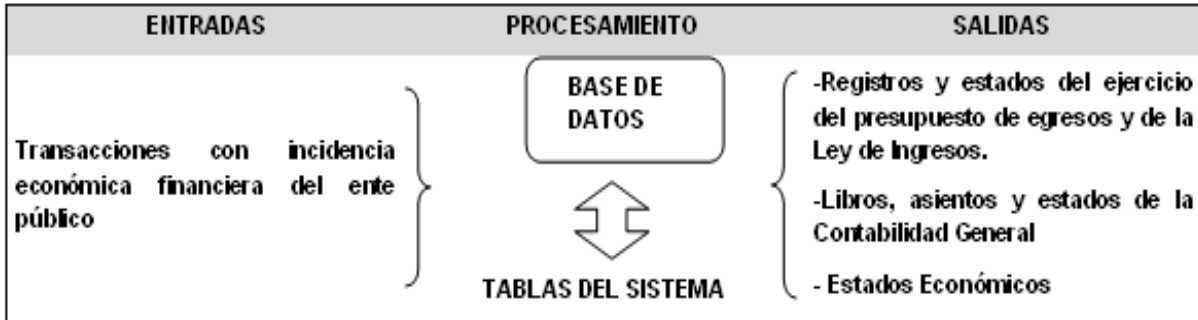 ENTRADAS
PROCESAMIENTO
SALIDAS
Transacciones con incidencia
económica financiera del ente
público
BASE DE
DATOS
TABLAS DEL SISTEMA
-Registros y estados del ejercicio
del presupuesto de egresos y de la
Ley de Ingresos.
-Libros, asientos y estados de la
Contabilidad General
- Estados Económicos